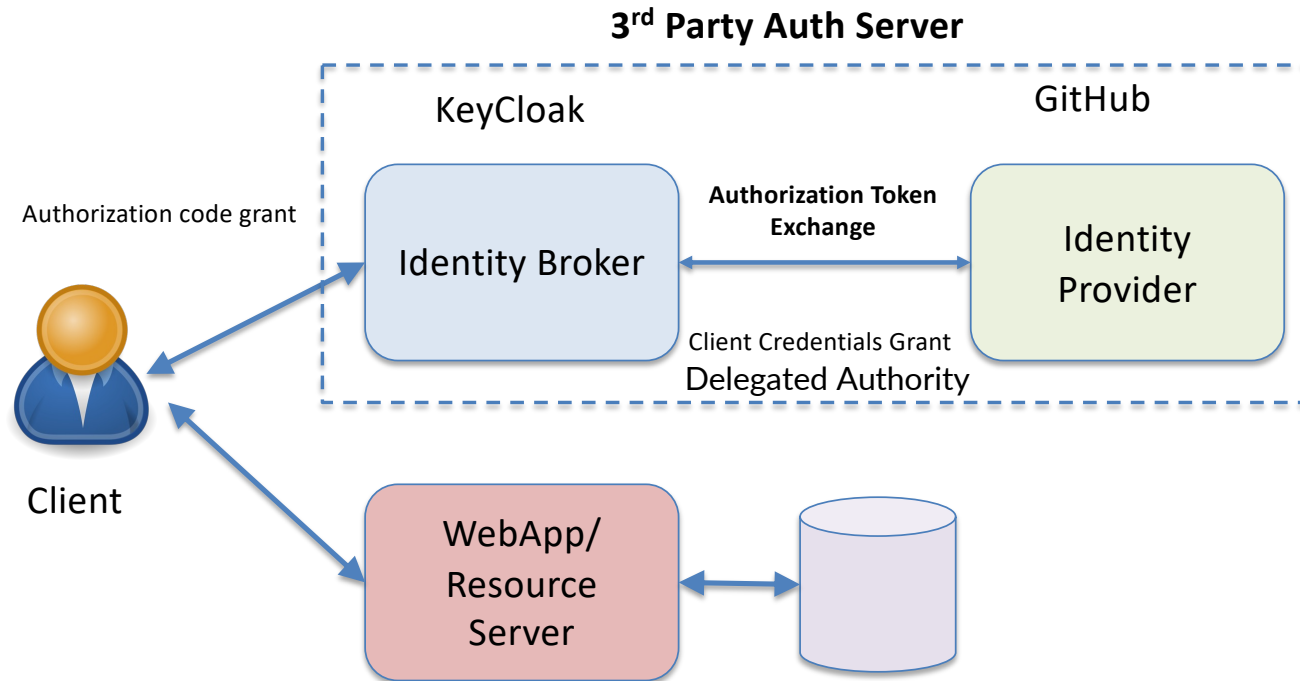 3rd Party Auth Server
KeyCloak
GitHub
Authorization code grant
Identity Broker
Authorization Token
Exchange
Identity
Provider
Client Credentials Grant
Delegated Authority
Client
WebApp/
Resource
Server